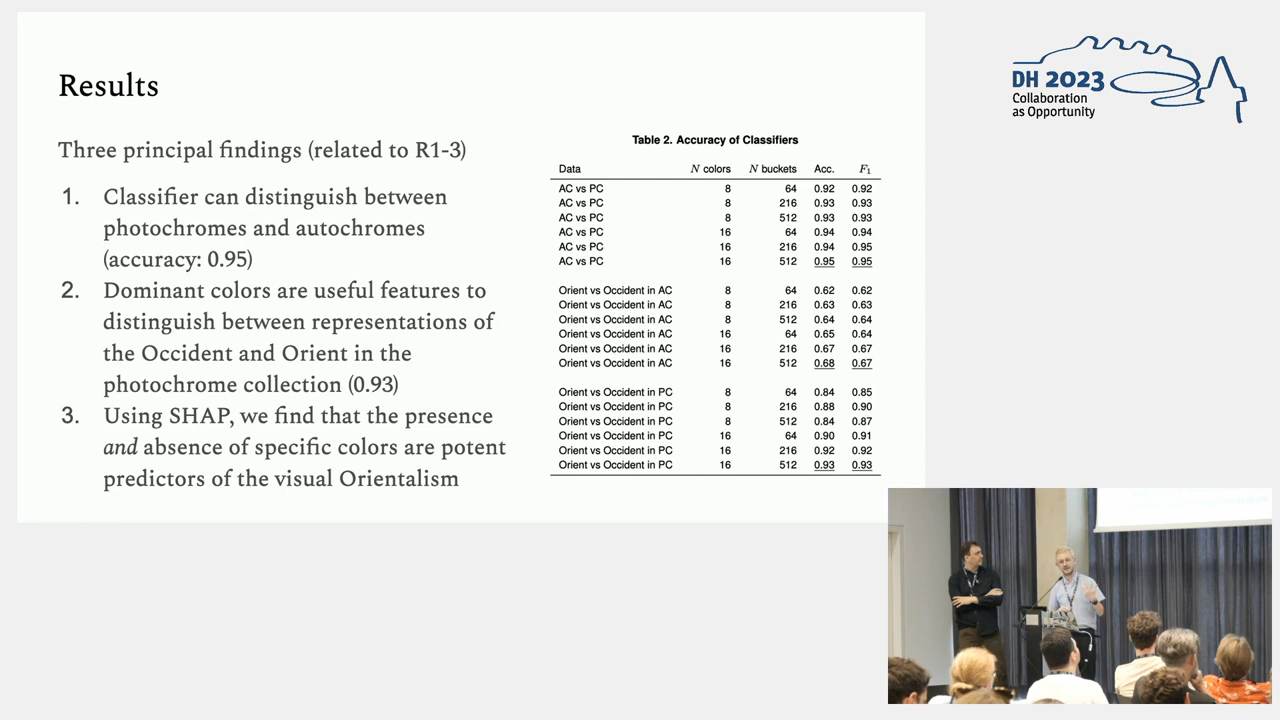 Results
Three principal findings (related to R1-3)
1. Classifier can distinguish between
photochromes and autochromes
(accuracy: 0.95)
2. Dominant colors are useful features to
distinguish between representations of
the Occident and Orient in the
photochrome collection (0.93)
3. Using SHAP, we find that the presence
and absence of specific colors are potent
predictors of the visual Orientalism
Table 2. Accuracy of Classifiers
Data N colors N buckets Acc. F1
AC vs PC 8 64 0.92 0.92
AC vs PC 8 216 0.93 0.93
AC vs PC 8 512 0.93 0.93
AC vs PC 16 64 0.94 0.94
AC vs PC 16 216 0.94 0.95
AC vs PC 16 512 0.95 0.95
Orient vs Occident in AC 8 64 0.62 0.62
Orient vs Occident in AC 8 216 0.63 0.63
Orient vs Occident in AC 8 512 0.64 0.64
Orient vs Occident in AC 16 64 0.65 0.64
Orient vs Occident in AC 16 216 0.67 0.67
Orient vs Occident in AC 16 512 0.68 0.67
Orient vs Occident in PC 8 64 0.84 0.85
Orient vs Occident in PC 8 216 0.88 0.90
Orient vs Occident in PC 8 512 0.84 0.87
Orient vs Occident in PC 16 64 0.90 0.91
Orient vs Occident in PC 16 216 0.92 0.92
Orient vs Occident in PC 16 512 0.93 0.93
DH 2023
Collaboration
as Opportunity